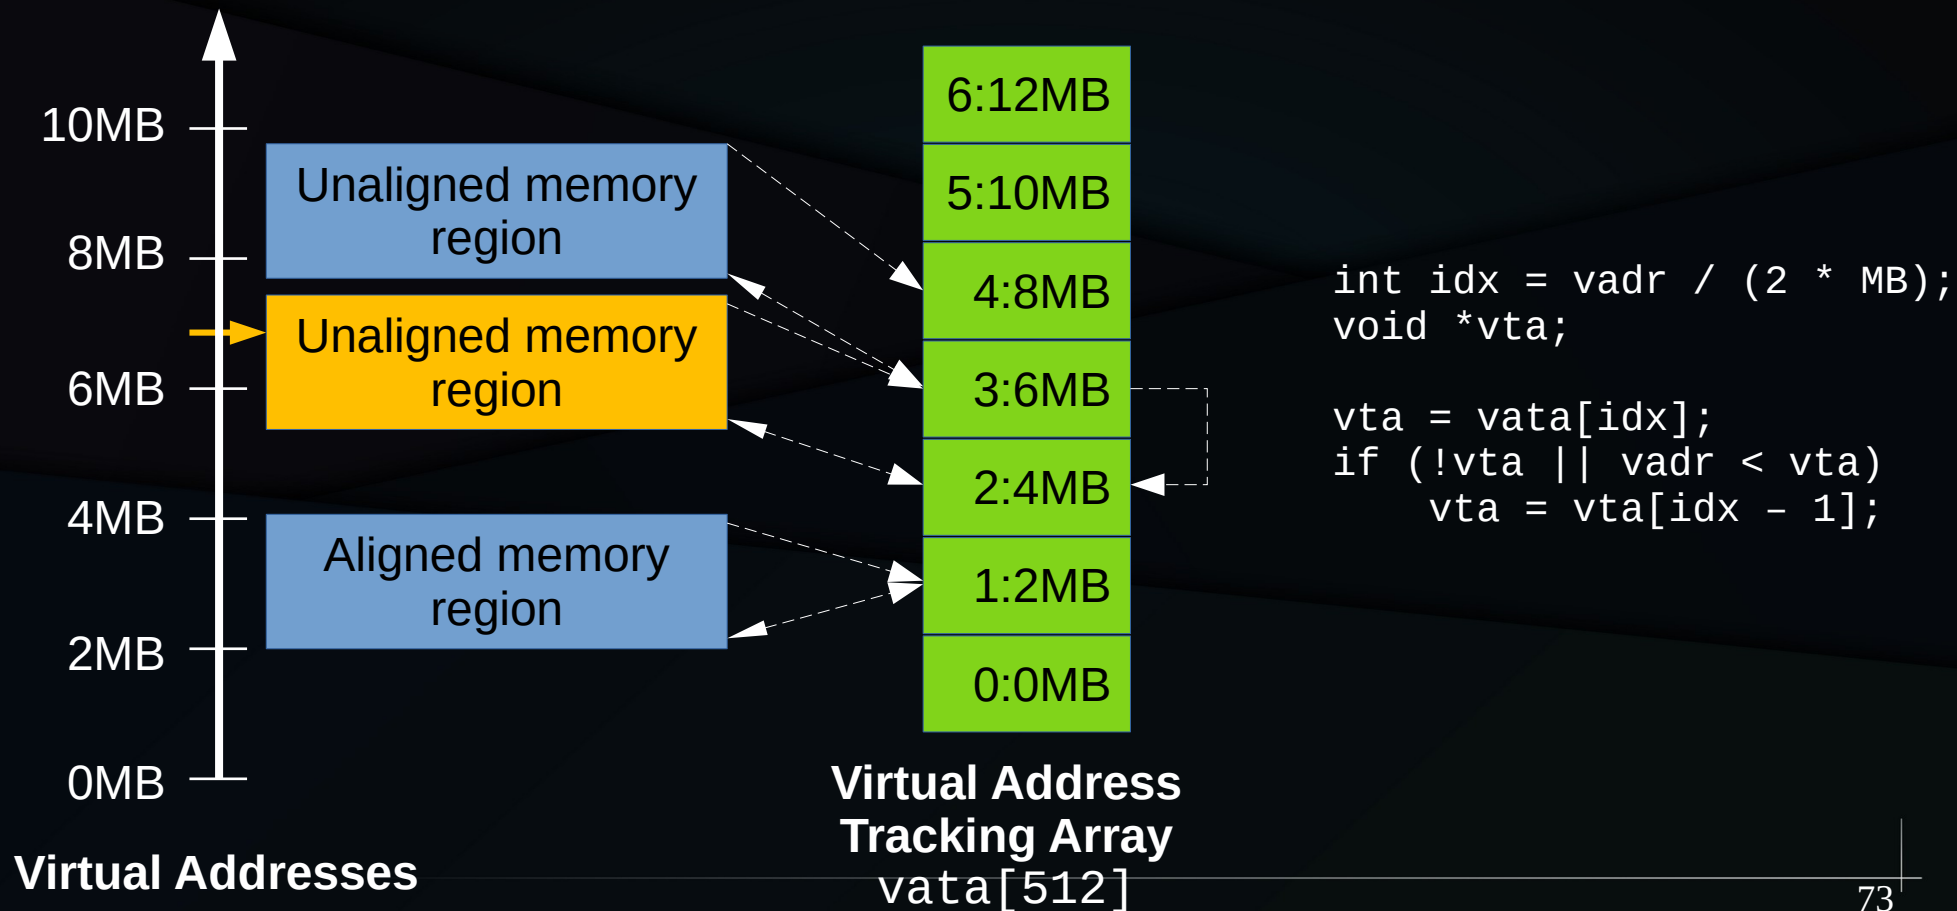 10MB
8MB
6MB
4MB
2MB
0MB
Virtual Addresses
Unaligned memory
region
Unaligned memory
region
Aligned memory
region
6:12MB
5:10MB
4:8MB
3:6MB
2:4MB
1:2MB
0:0MB
Virtual Address
Tracking Array
vata[512]
int idx = vadr / (2 * MB);
void *vta;
vta = vata[idx];
if (!vta || vadr < vta)
    vta = vta[idx – 1];
73